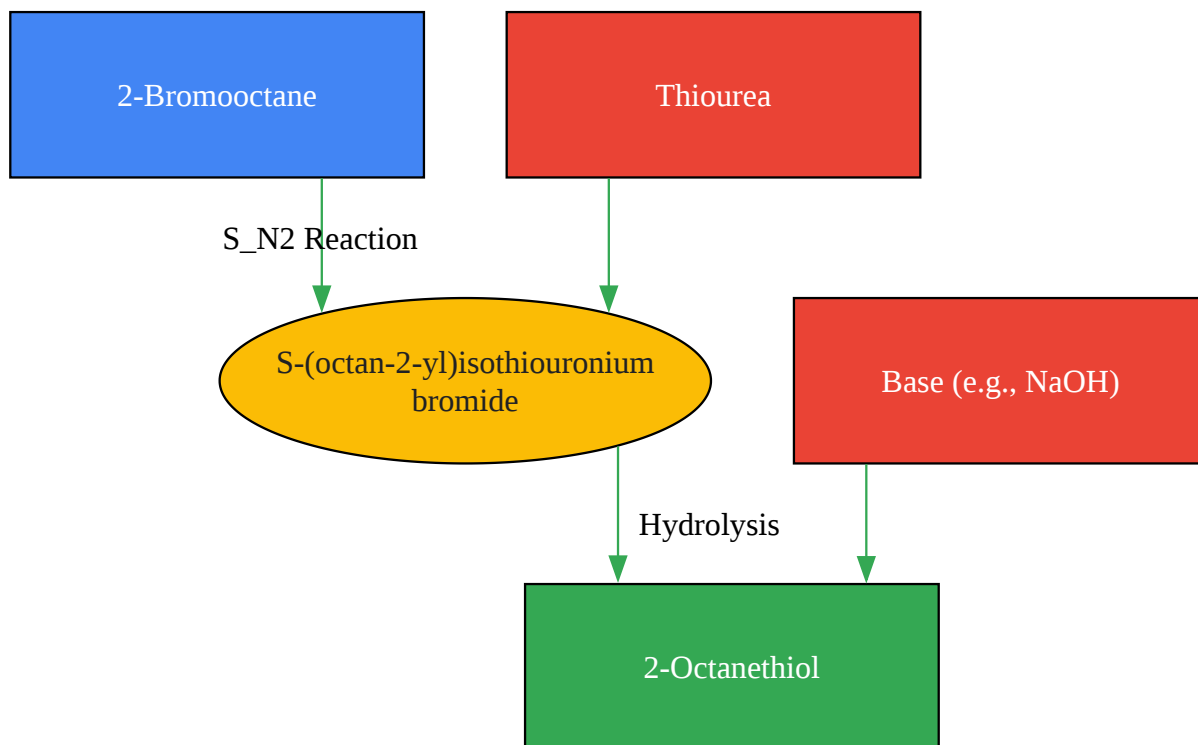 2-Bromooctane
Thiourea
S_N2 Reaction
S-(octan-2-yl)isothiouronium
bromide
Base (e.g., NaOH)
Hydrolysis
2-Octanethiol